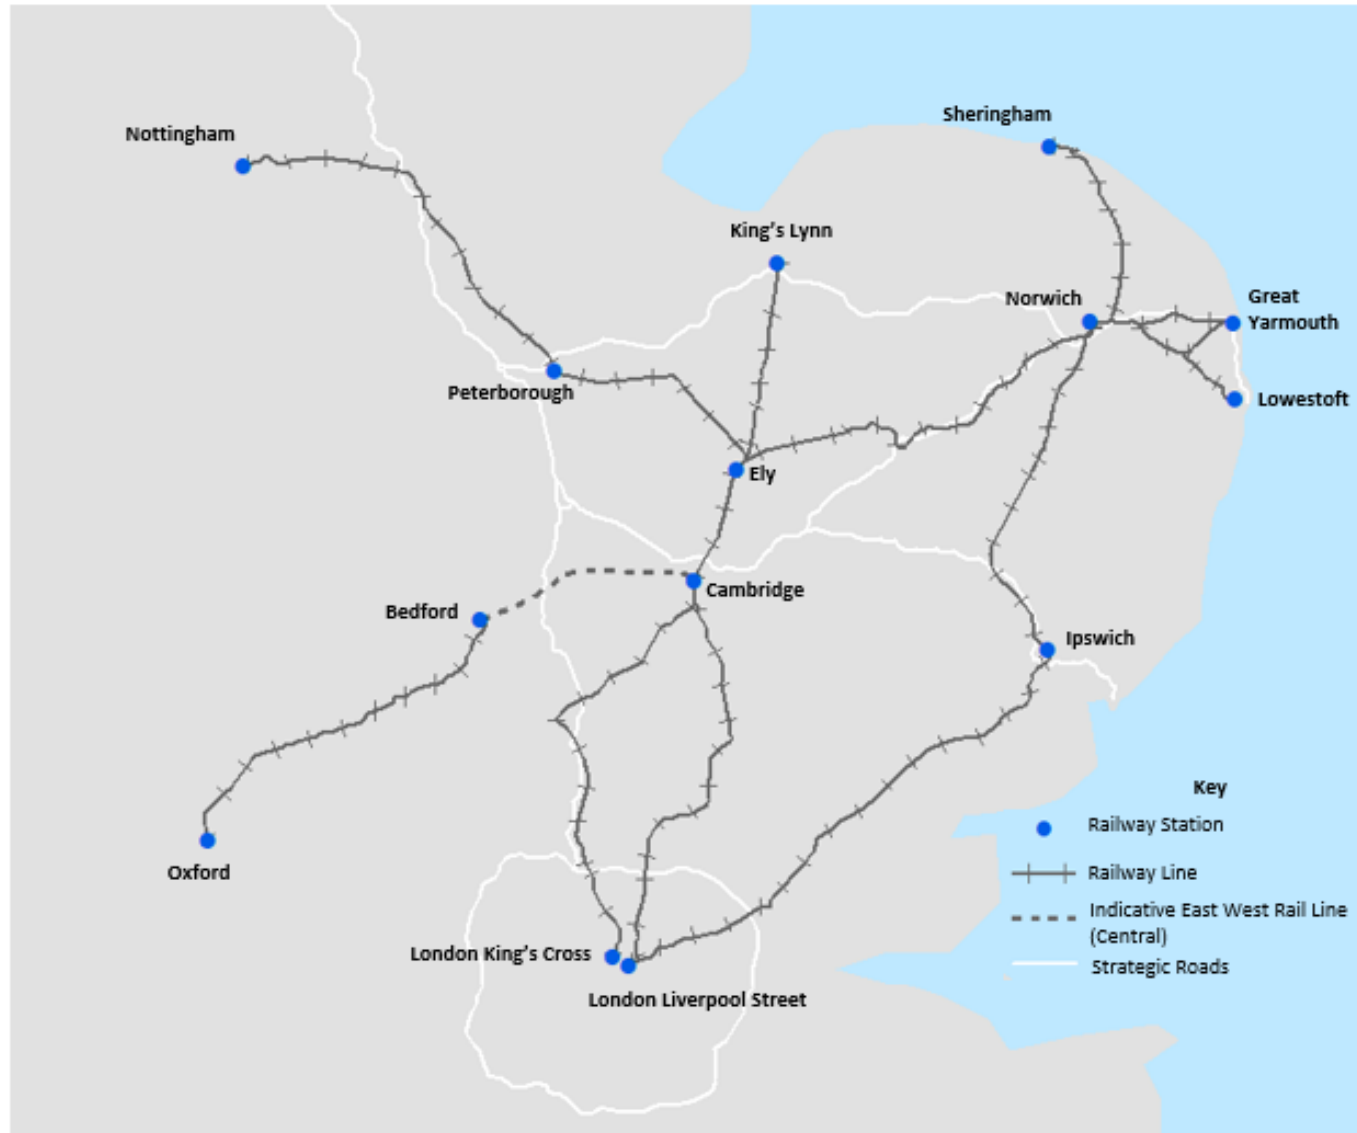 Sheringham
Nottingham
King's Lynn
Norwich
Great
Yarmouth
Peterborough
Lowestoft
Ely
Cambridge
Bedford
Ipswich
Oxford
London King's Cross
London Liverpool Street
Key
Railway Station
Railway Line
Indicative East West Rail Line
(Central)
Strategic Roads